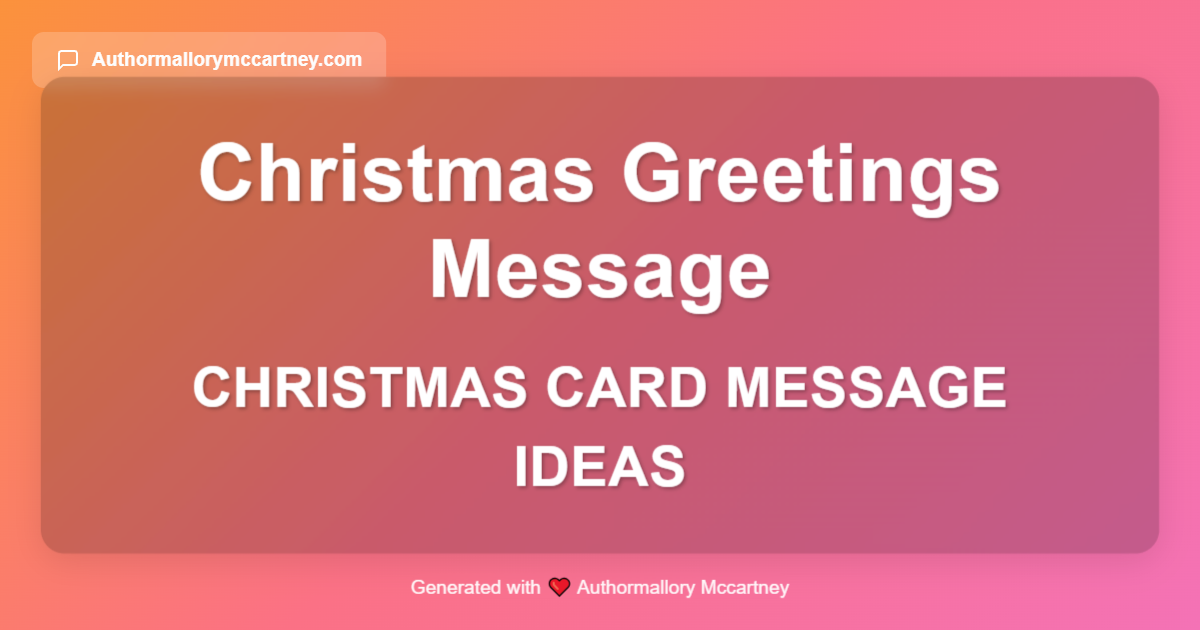 Authormallorymccartney.com
Christmas Greetings
Message
CHRISTMAS CARD MESSAGE
IDEAS
Generated with ❤️ Authormallory Mccartney